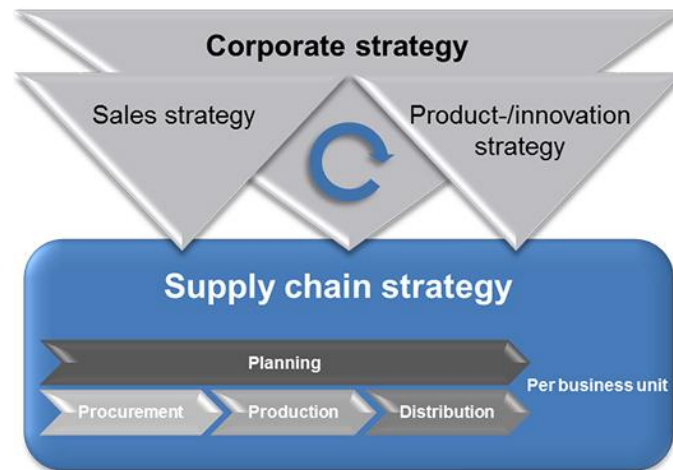 Corporate strategy
Sales strategy
Product-/innovation
strategy
Supply chain strategy
Planning
Per business unit
Procurement
Production
Distribution